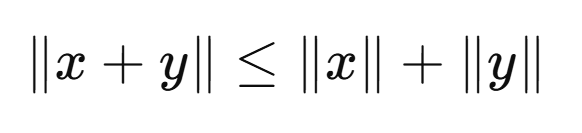 ‖x + y‖ ≤ ‖x‖ + ‖y‖